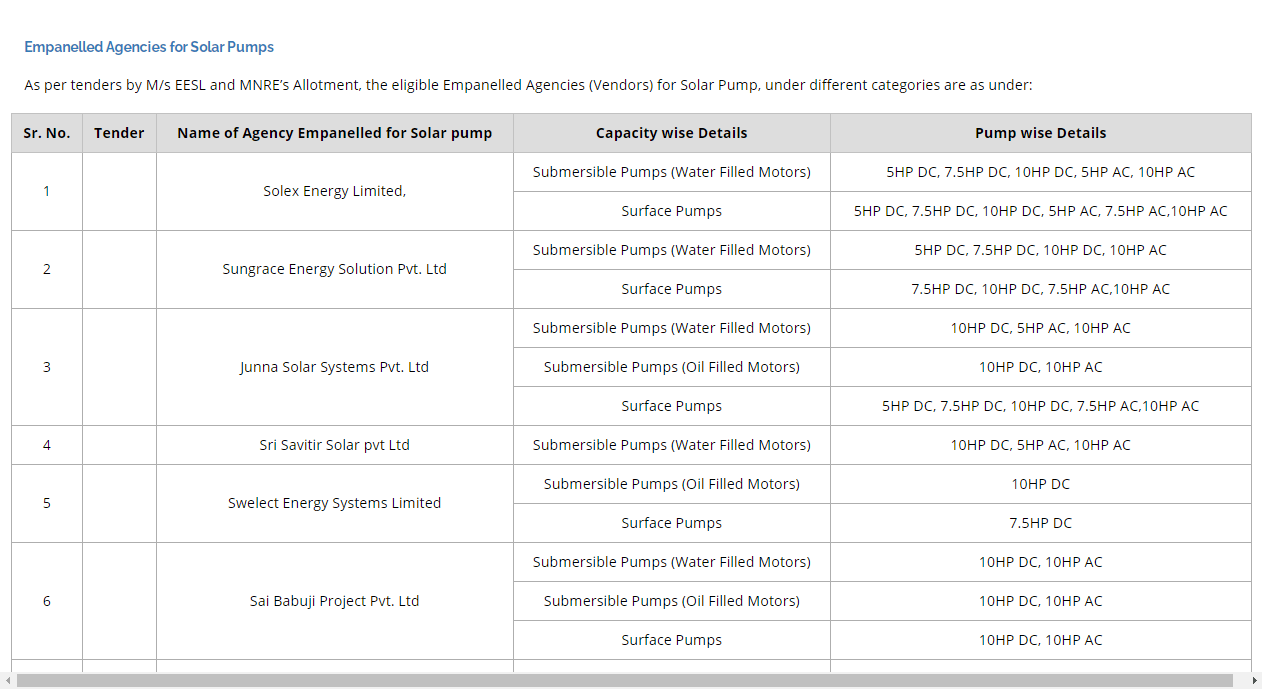 Empanelled Agencies for Solar Pumps
As per tenders by M/s EESL and MNRE’s Allotment, the eligible Empanelled Agencies (Vendors) for Solar Pump, under different categories are as under:
Sr. No. Tender Name of Agency Empanelled for Solar pump Capacity wise Details Pump wise Details
1 Solex Energy Limited, Submersible Pumps (Water Filled Motors) 5HP DC, 7.5HP DC, 10HP DC, 5HP AC, 10HP AC
Surface Pumps 5HP DC, 7.5HP DC, 10HP DC, 5HP AC, 7.5HP AC,10HP AC
2 Sungrace Energy Solution Pvt. Ltd Submersible Pumps (Water Filled Motors) 5HP DC, 7.5HP DC, 10HP DC, 10HP AC
Surface Pumps 7.5HP DC, 10HP DC, 7.5HP AC,10HP AC
3 Junna Solar Systems Pvt. Ltd Submersible Pumps (Water Filled Motors) 10HP DC, 5HP AC, 10HP AC
Submersible Pumps (Oil Filled Motors) 10HP DC, 10HP AC
Surface Pumps 5HP DC, 7.5HP DC, 10HP DC, 7.5HP AC,10HP AC
4 Sri Savitir Solar pvt Ltd Submersible Pumps (Water Filled Motors) 10HP DC, 5HP AC, 10HP AC
5 Swelect Energy Systems Limited Submersible Pumps (Oil Filled Motors) 10HP DC
Surface Pumps 7.5HP DC
6 Sai Babuji Project Pvt. Ltd Submersible Pumps (Water Filled Motors) 10HP DC, 10HP AC
Submersible Pumps (Oil Filled Motors) 10HP DC, 10HP AC
Surface Pumps 10HP DC, 10HP AC